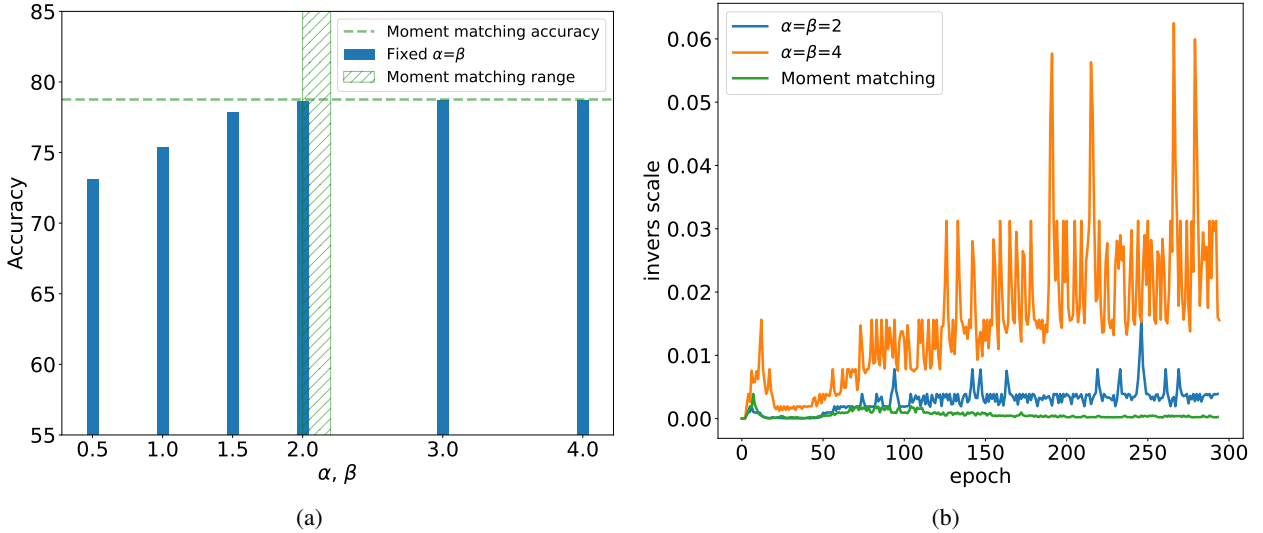 85
80
75
70
65
60
55
Accuracy
Moment matching accuracy
Fixed α=β
Moment matching range
0.5 1.0 1.5 2.0 3.0 4.0
α, β
(a)
0.06
0.05
0.04
0.03
0.02
0.01
0.00
invers scale
α=β=2
α=β=4
Moment matching
0 50 100 150 200 250 300
epoch
(b)